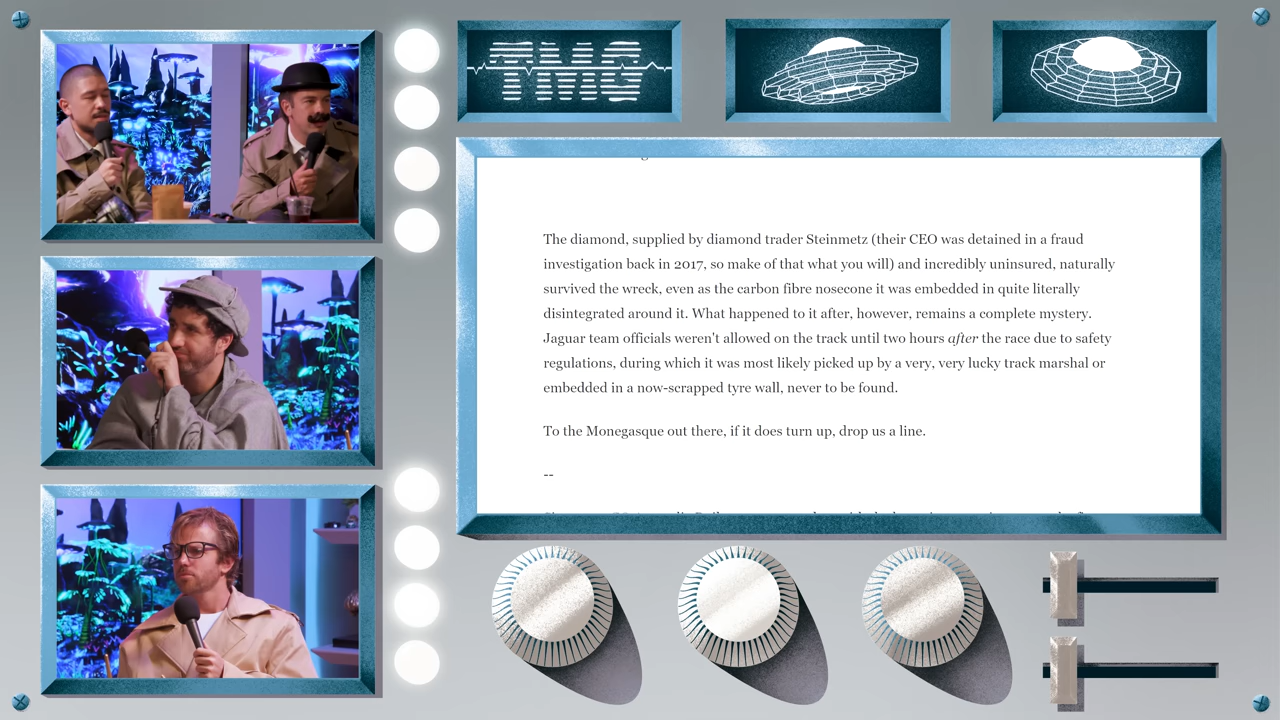 TMG
The diamond, supplied by diamond trader Steinmetz (their CEO was detained in a fraud
investigation back in 2017, so make of that what you will) and incredibly uninsured, naturally
survived the wreck, even as the carbon fibre nosecone it was embedded in quite literally
disintegrated around it. What happened to it after, however, remains a complete mystery.
Jaguar team officials weren't allowed on the track until two hours after the race due to safety
regulations, during which it was most likely picked up by a very, very lucky track marshal or
embedded in a now-scrapped tyre wall, never to be found.
To the Monegasque out there, if it does turn up, drop us a line.
--